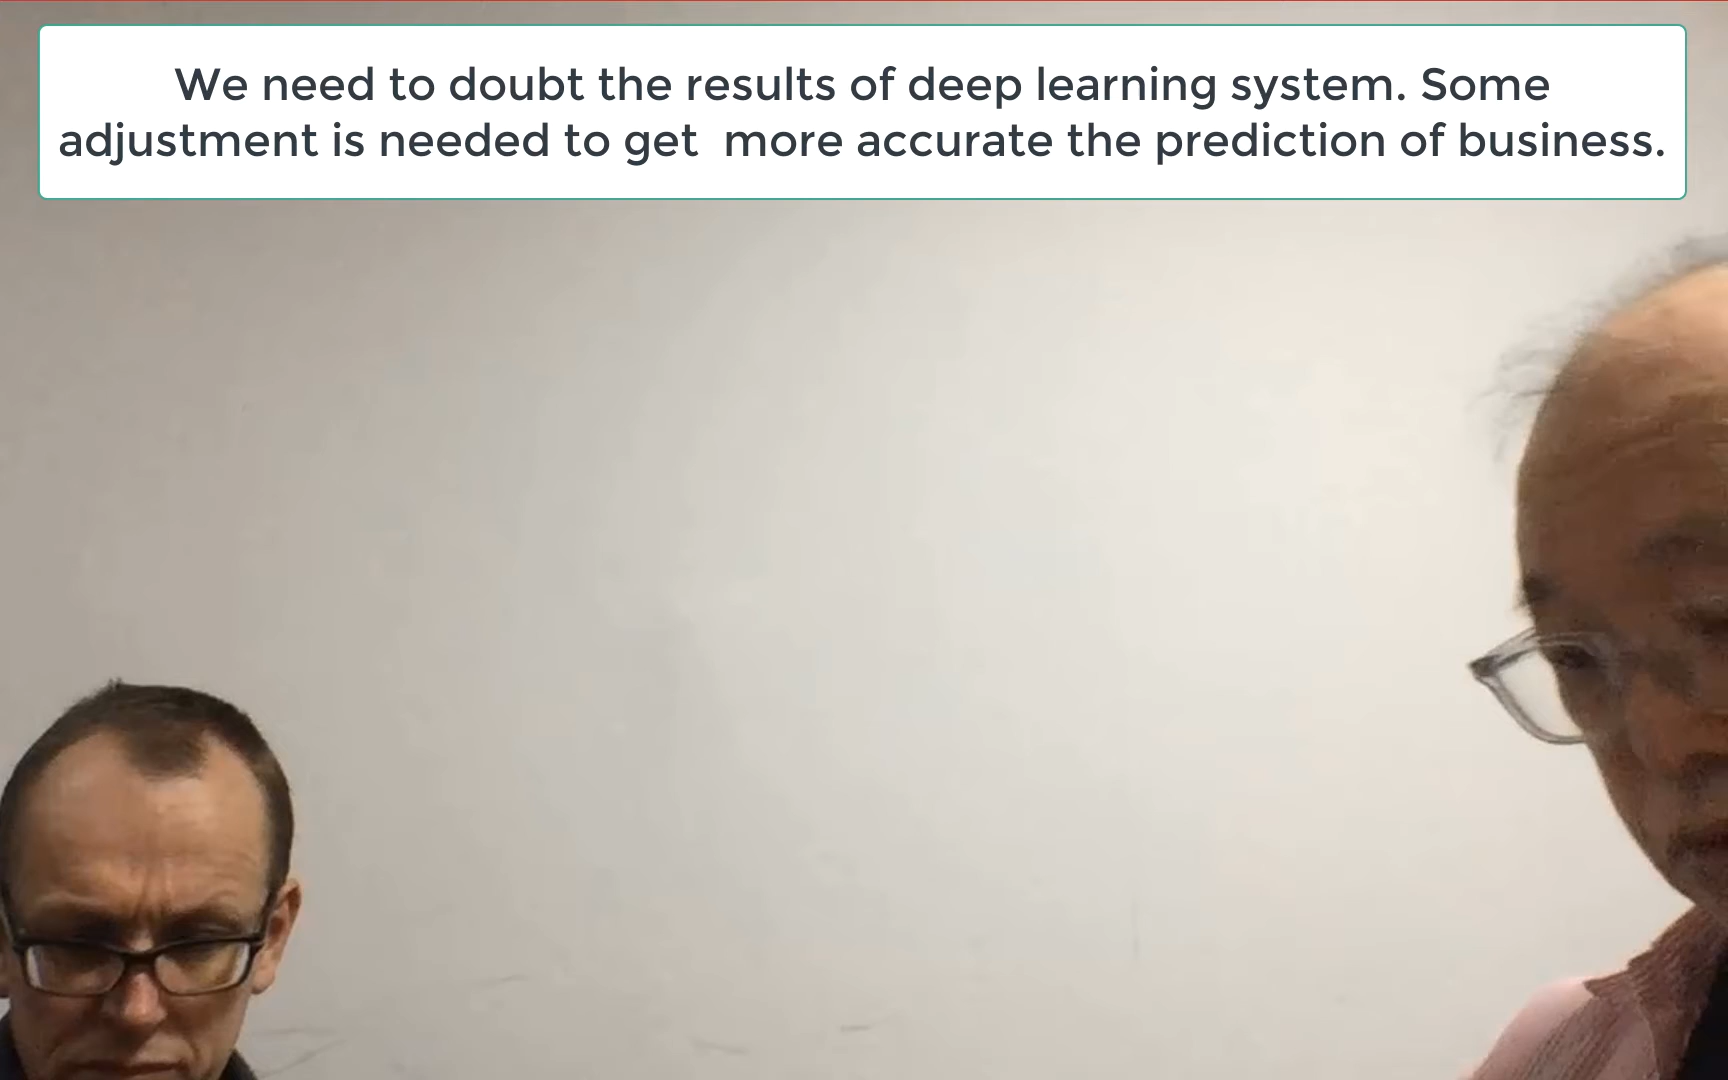 We need to doubt the results of deep learning system. Some
adjustment is needed to get  more accurate the prediction of business.